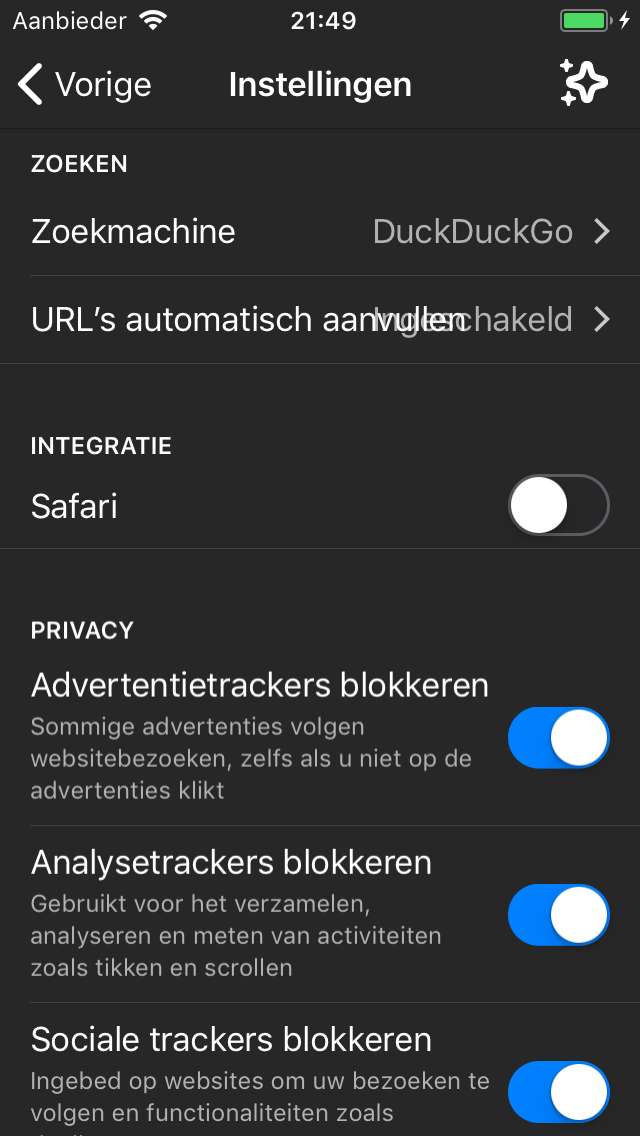 Aanbieder 21:49
Vorige Instellingen
ZOEKEN
Zoekmachine DuckDuckGo
URL’s automatisch aanvullen Ingeschakeld
INTEGRATIE
Safari
PRIVACY
Advertentietrackers blokkeren
Sommige advertenties volgen
websitebezoeken, zelfs als u niet op de
advertenties klikt
Analysetrackers blokkeren
Gebruikt voor het verzamelen,
analyseren en meten van activiteiten
zoals tikken en scrollen
Sociale trackers blokkeren
Ingebed op websites om uw bezoeken te
volgen en functionaliteiten zoals